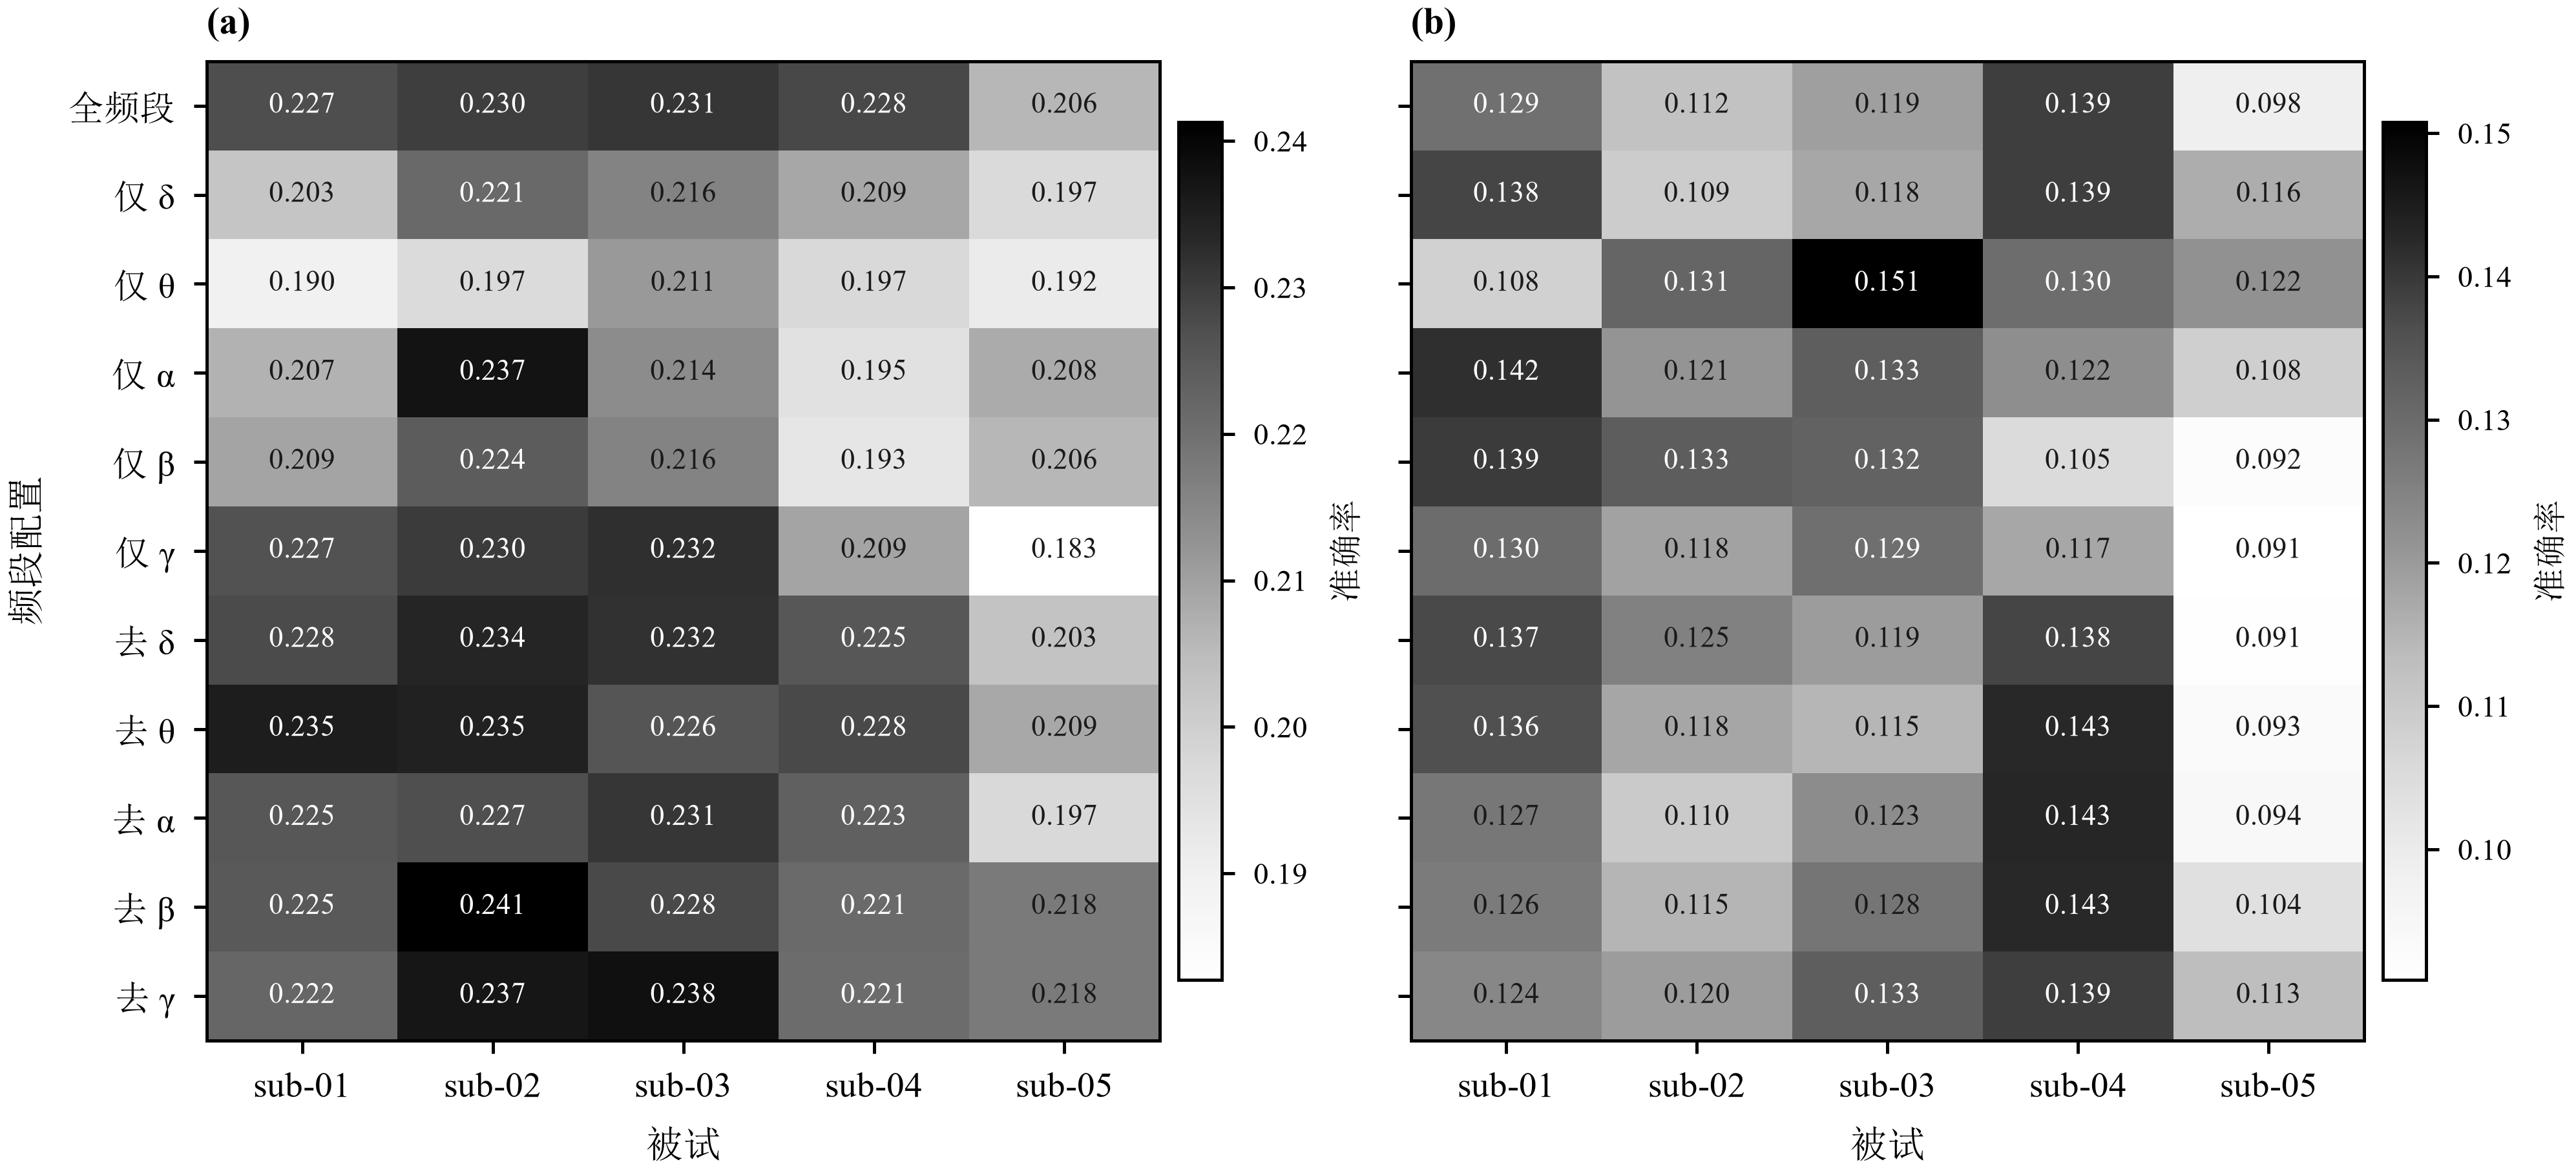 (a)
频段配置
全频段 0.227 0.230 0.231 0.228 0.206
仅 δ 0.203 0.221 0.216 0.209 0.197
仅 θ 0.190 0.197 0.211 0.197 0.192
仅 α 0.207 0.237 0.214 0.195 0.208
仅 β 0.209 0.224 0.216 0.193 0.206
仅 γ 0.227 0.230 0.232 0.209 0.183
去 δ 0.228 0.234 0.232 0.225 0.203
去 θ 0.235 0.235 0.226 0.228 0.209
去 α 0.225 0.227 0.231 0.223 0.197
去 β 0.225 0.241 0.228 0.221 0.218
去 γ 0.222 0.237 0.238 0.221 0.218
sub-01 sub-02 sub-03 sub-04 sub-05
被试
0.24
0.23
0.22
0.21
0.20
0.19
准确率
(b)
0.129 0.112 0.119 0.139 0.098
0.138 0.109 0.118 0.139 0.116
0.108 0.131 0.151 0.130 0.122
0.142 0.121 0.133 0.122 0.108
0.139 0.133 0.132 0.105 0.092
0.130 0.118 0.129 0.117 0.091
0.137 0.125 0.119 0.138 0.091
0.136 0.118 0.115 0.143 0.093
0.127 0.110 0.123 0.143 0.094
0.126 0.115 0.128 0.143 0.104
0.124 0.120 0.133 0.139 0.113
sub-01 sub-02 sub-03 sub-04 sub-05
被试
0.15
0.14
0.13
0.12
0.11
0.10
准确率